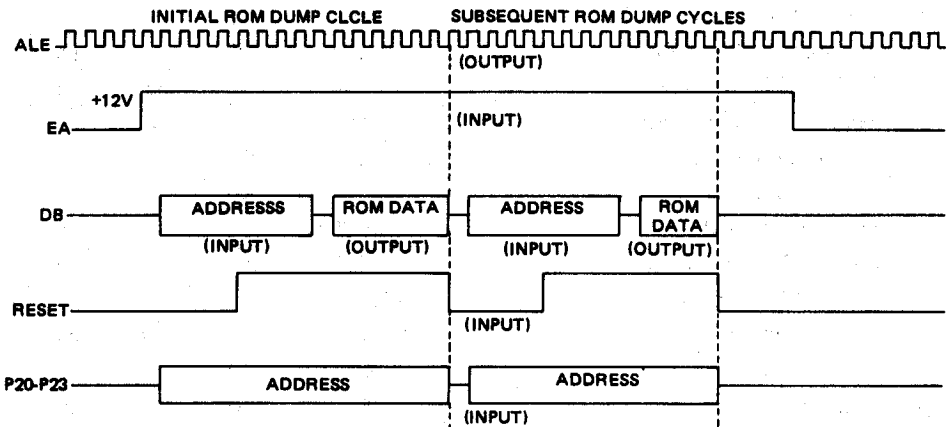 INITIAL ROM DUMP CLCLE
SUBSEQUENT ROM DUMP CYCLES
ALE
(OUTPUT)
+12V
EA
(INPUT)
DB
ADDRESSS
ROM DATA
ADDRESS
ROM
DATA
(INPUT)
(OUTPUT)
(INPUT)
(OUTPUT)
RESET
(INPUT)
P20-P23
ADDRESS
ADDRESS
(INPUT)